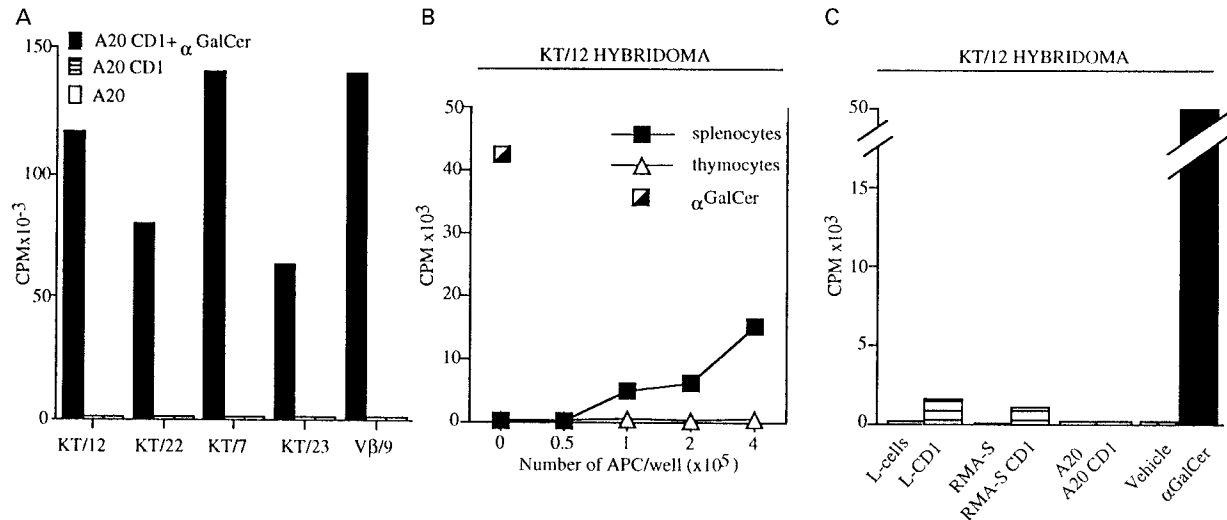 A
150
100
50
0
CPMx10-3
A20 CD1+ αGalCer
A20 CD1
A20
KT/12 KT/22 KT/7 KT/23 Vβ/9
B
KT/12 HYBRIDOMA
50
40
30
20
10
0
CPM x10³
splenocytes
thymocytes
αGalCer
0 0.5 1 2 4
Number of APC/well (x10⁵)
C
KT/12 HYBRIDOMA
50
15
10
5
0
CPM x10³
L-cells
L-CD1
RMA-S
RMA-S CD1
A20
A20 CD1
Vehicle
αGalCer